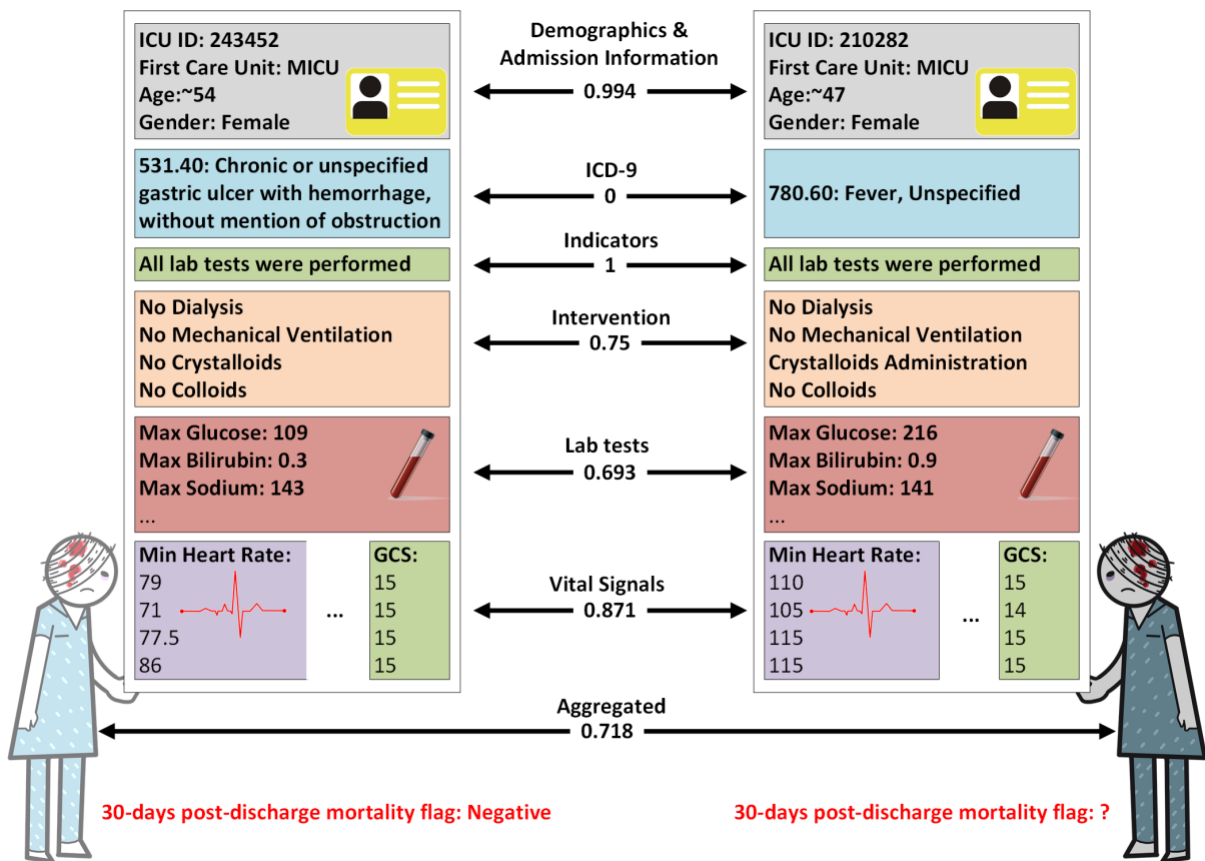 ICU ID: 243452
First Care Unit: MICU
Age:~54
Gender: Female
531.40: Chronic or unspecified
gastric ulcer with hemorrhage,
without mention of obstruction
All lab tests were performed
No Dialysis
No Mechanical Ventilation
No Crystalloids
No Colloids
Max Glucose: 109
Max Bilirubin: 0.3
Max Sodium: 143
...
Min Heart Rate:
79
71
77.5
86
...
GCS:
15
15
15
15
Demographics &
Admission Information
0.994
ICD-9
0
Indicators
1
Intervention
0.75
Lab tests
0.693
Vital Signals
0.871
Aggregated
0.718
ICU ID: 210282
First Care Unit: MICU
Age:~47
Gender: Female
780.60: Fever, Unspecified
All lab tests were performed
No Dialysis
No Mechanical Ventilation
Crystalloids Administration
No Colloids
Max Glucose: 216
Max Bilirubin: 0.9
Max Sodium: 141
...
Min Heart Rate:
110
105
115
115
...
GCS:
15
14
15
15
30-days post-discharge mortality flag: Negative
30-days post-discharge mortality flag: ?